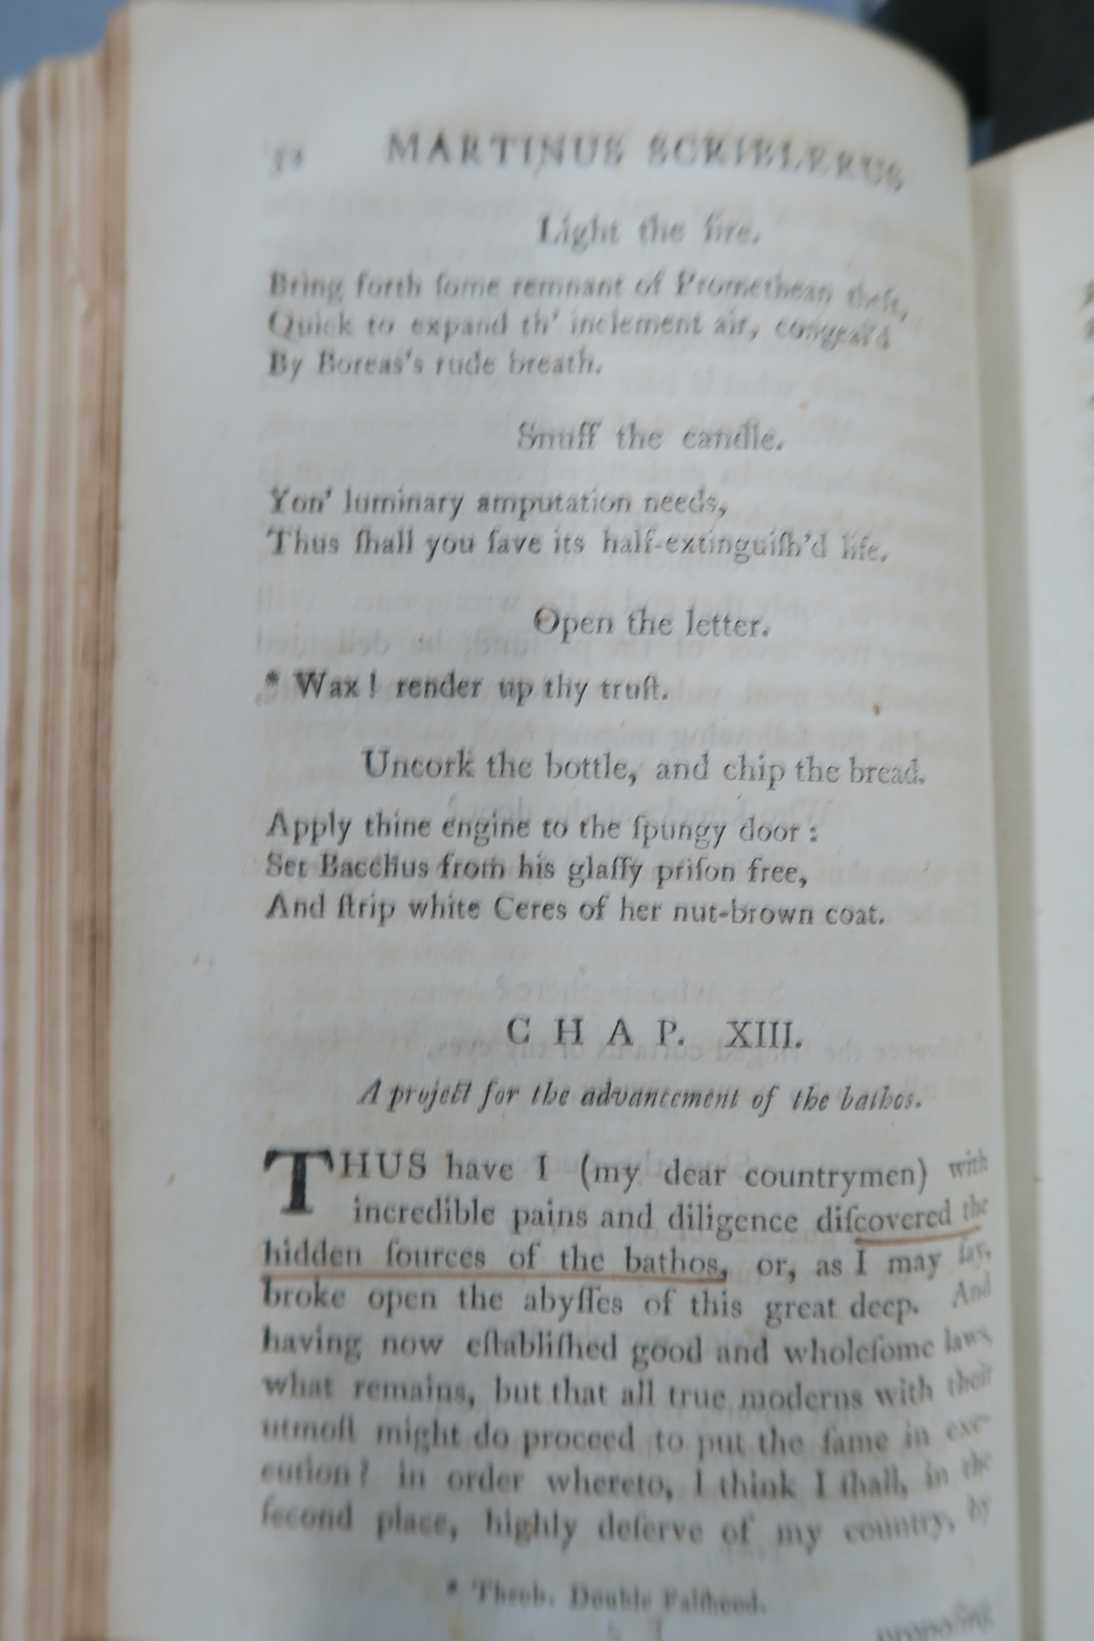 MARTINUS SCRIBLERUS
Light the fire.
Bring forth ſome remnant of Promethean theft,
Quick to expand th' inclement air, congeal'd
By Boreas's rude breath.
Snuff the candle.
Yon' luminary amputation needs,
Thus ſhall you ſave its half-extinguiſh'd life.
Open the letter.
* Wax! render up thy truſt.
Uncork the bottle, and chip the bread.
Apply thine engine to the ſpungy door:
Set Bacchus from his glaſſy priſon free,
And ſtrip white Ceres of her nut-brown coat.
CHAP. XIII.
A project for the advancement of the bathos.
THUS have I (my dear countrymen) with
incredible pains and diligence diſcovered the
hidden ſources of the bathos, or, as I may ſay,
broke open the abyſſes of this great deep. And
having now eſtabliſhed good and wholeſome laws,
what remains, but that all true moderns with their
utmoſt might do proceed to put the ſame in exe-
cution? in order whereto, I think I ſhall, in the
ſecond place, highly deſerve of my country, by
* Theob. Double Falſhood.
propoſing